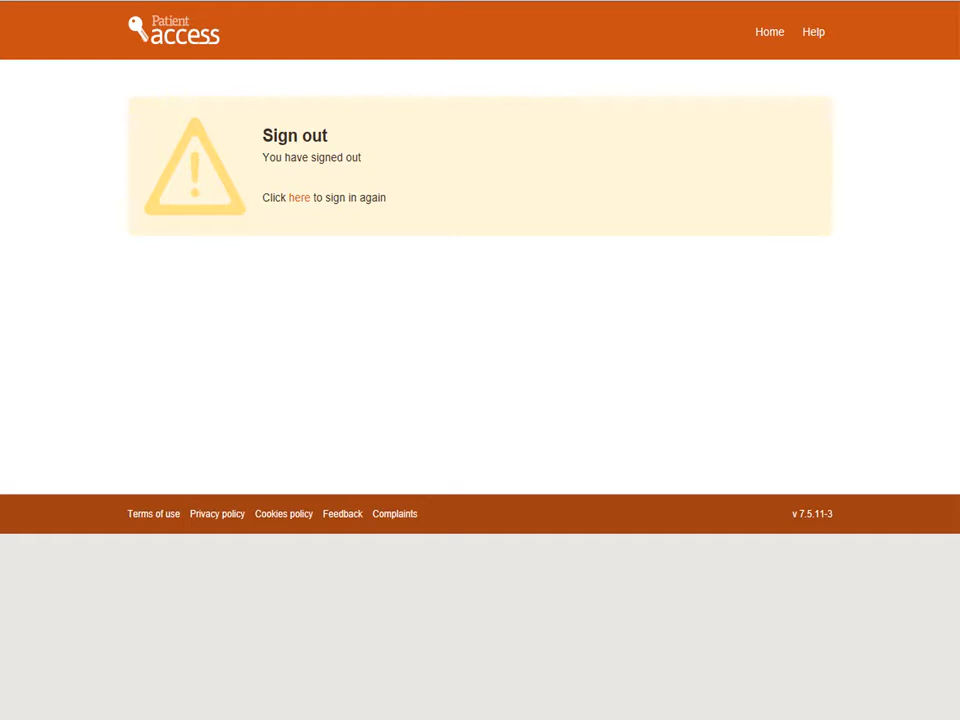 Patient
access
Home Help
Sign out
You have signed out
Click here to sign in again
Terms of use Privacy policy Cookies policy Feedback Complaints
v 7.5.11-3